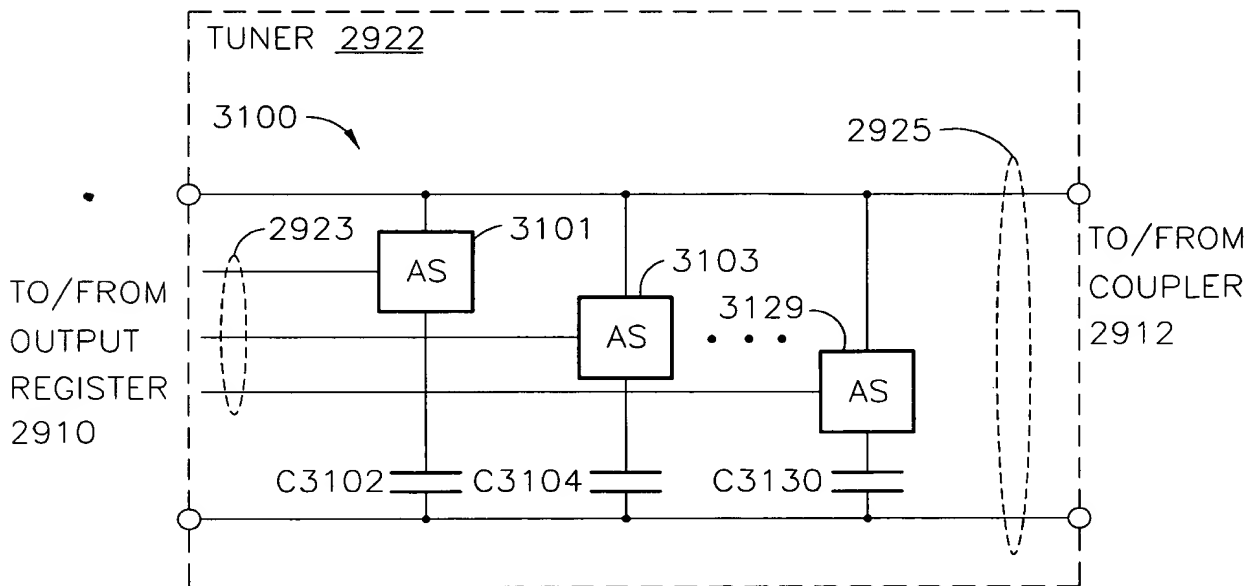 TUNER 2922
3100
2925
2923
3101
AS
3103
AS
3129
AS
TO/FROM
OUTPUT
REGISTER
2910
TO/FROM
COUPLER
2912
C3102
C3104
C3130